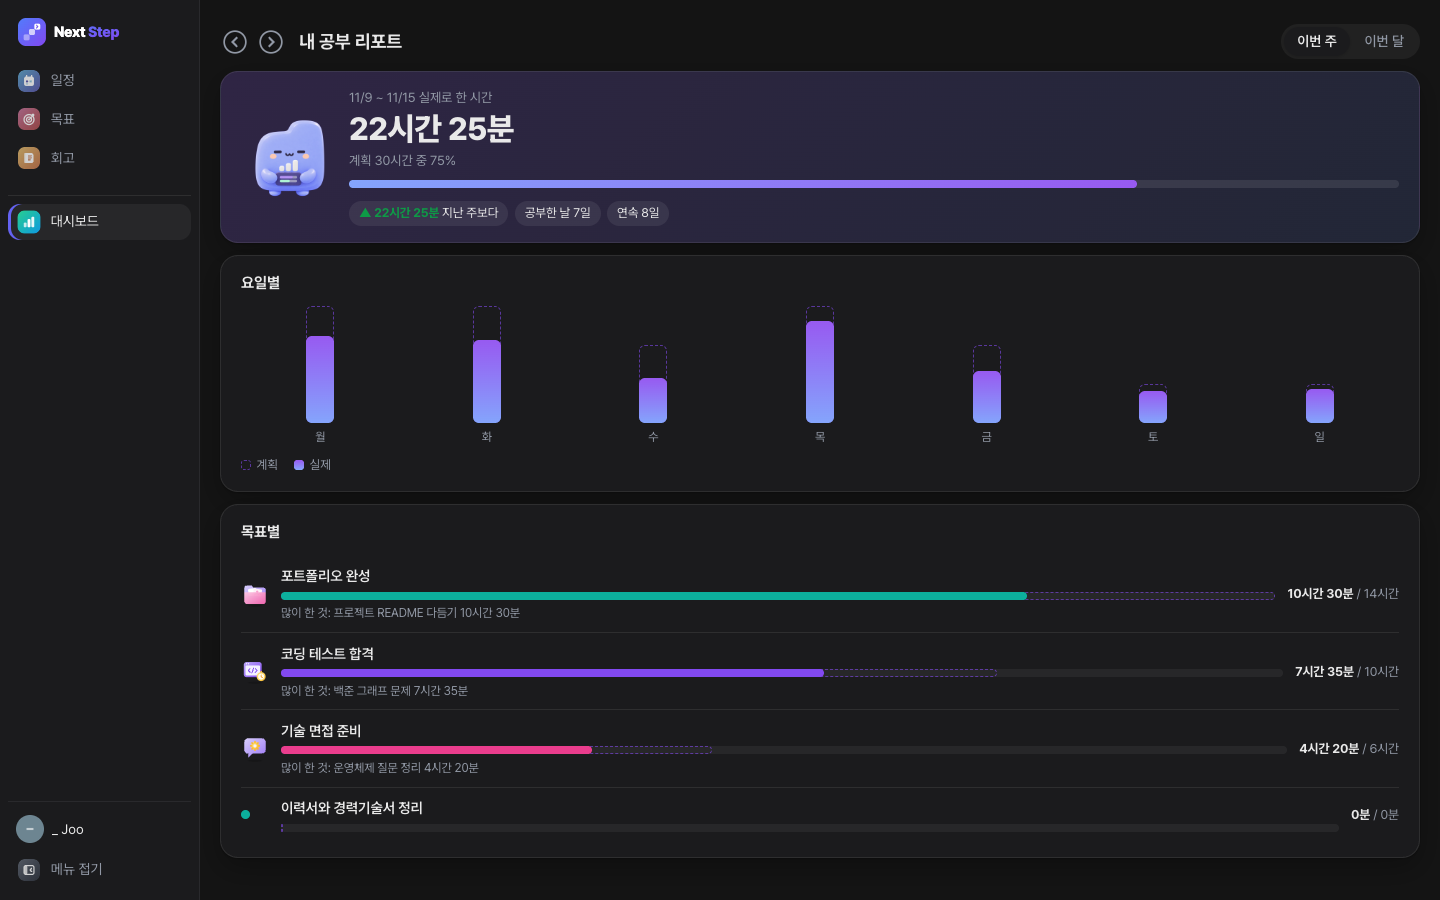 Next Step
일정
목표
회고
대시보드
_ Joo
메뉴 접기
내 공부 리포트
이번 주
이번 달
11/9 ~ 11/15 실제로 한 시간
22시간 25분
계획 30시간 중 75%
▲ 22시간 25분 지난 주보다
공부한 날 7일
연속 8일
요일별
월
화
수
목
금
토
일
계획
실제
목표별
포트폴리오 완성
10시간 30분 / 14시간
많이 한 것: 프로젝트 README 다듬기 10시간 30분
코딩 테스트 합격
7시간 35분 / 10시간
많이 한 것: 백준 그래프 문제 7시간 35분
기술 면접 준비
4시간 20분 / 6시간
많이 한 것: 운영체제 질문 정리 4시간 20분
이력서와 경력기술서 정리
0분 / 0분